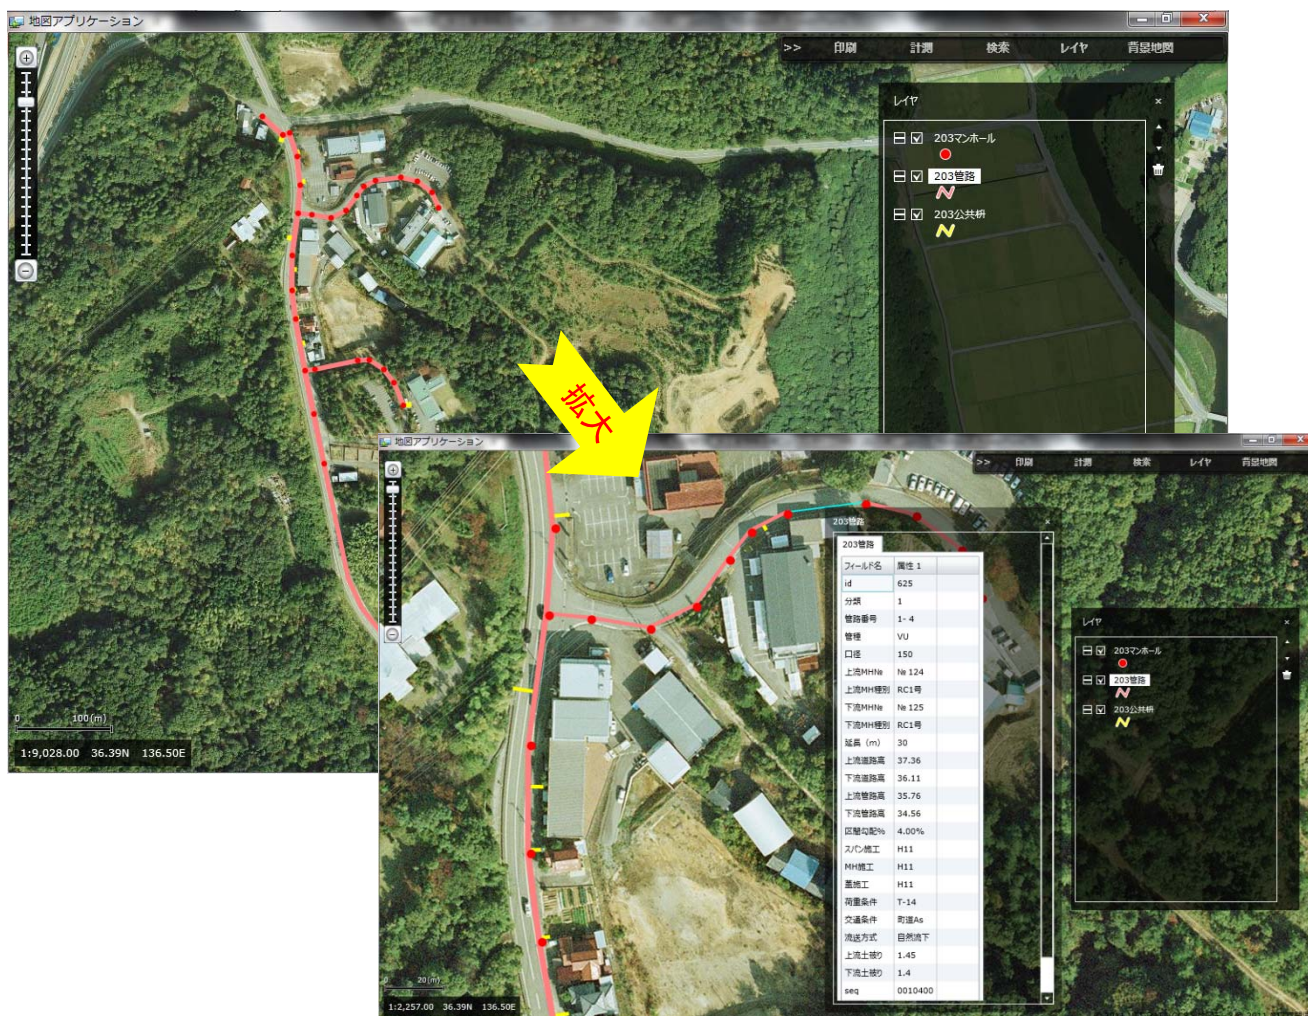 地図アプリケーション
>> 印刷 計測 検索 レイヤ 背景地図
レイヤ
203マンホール
203管路
203公共桝
0 100(m)
1:9,028.00 36.39N 136.50E
拡大
地図アプリケーション
>> 印刷 計測 検索 レイヤ 背景地図
203管路
203管路
フィールド名 属性 1
id 625
分類 1
管路番号 1- 4
管種 VU
口径 150
上流MH№ № 124
上流MH種別 RC1号
下流MH№ № 125
下流MH種別 RC1号
延長 (m) 30
上流道路高 37.36
下流道路高 36.11
上流管路高 35.76
下流管路高 34.56
区間勾配% 4.00%
スパン施工 H11
MH施工 H11
蓋施工 H11
荷重条件 T-14
交通条件 町道As
流送方式 自然流下
上流土被り 1.45
下流土被り 1.4
seq 0010400
レイヤ
203マンホール
203管路
203公共桝
0 20(m)
1:2,257.00 36.39N 136.50E